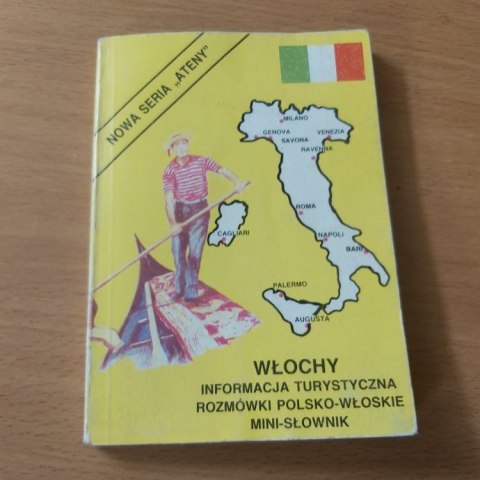 NOWA SERIA „ATENY"
MILANO
GENOVA
VENEZIA
SAVONA
RAVENNA
ROMA
CAGLIARI
NAPOLI
BARI
PALERMO
AUGUSTA
WŁOCHY
INFORMACJA TURYSTYCZNA
ROZMÓWKI POLSKO-WŁOSKIE
MINI-SŁOWNIK